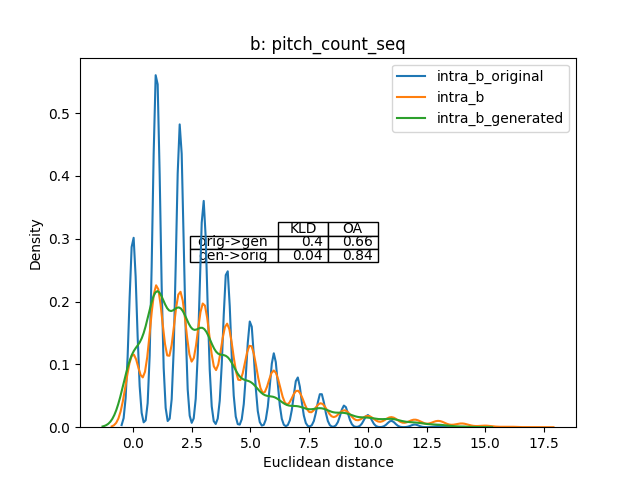 b: pitch_count_seq
intra_b_original
intra_b
intra_b_generated
Density
0.5
0.4
0.3
0.2
0.1
0.0
KLD OA
orig->gen 0.4 0.66
gen->orig 0.04 0.84
0.0 2.5 5.0 7.5 10.0 12.5 15.0 17.5
Euclidean distance